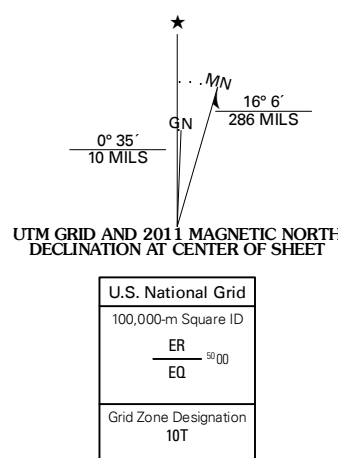 ★
. . . MN
GN
16° 6´
286 MILS
0° 35´
10 MILS
UTM GRID AND 2011 MAGNETIC NORTH
DECLINATION AT CENTER OF SHEET
U.S. National Grid
100,000-m Square ID
ER
5000
EQ
Grid Zone Designation
10T